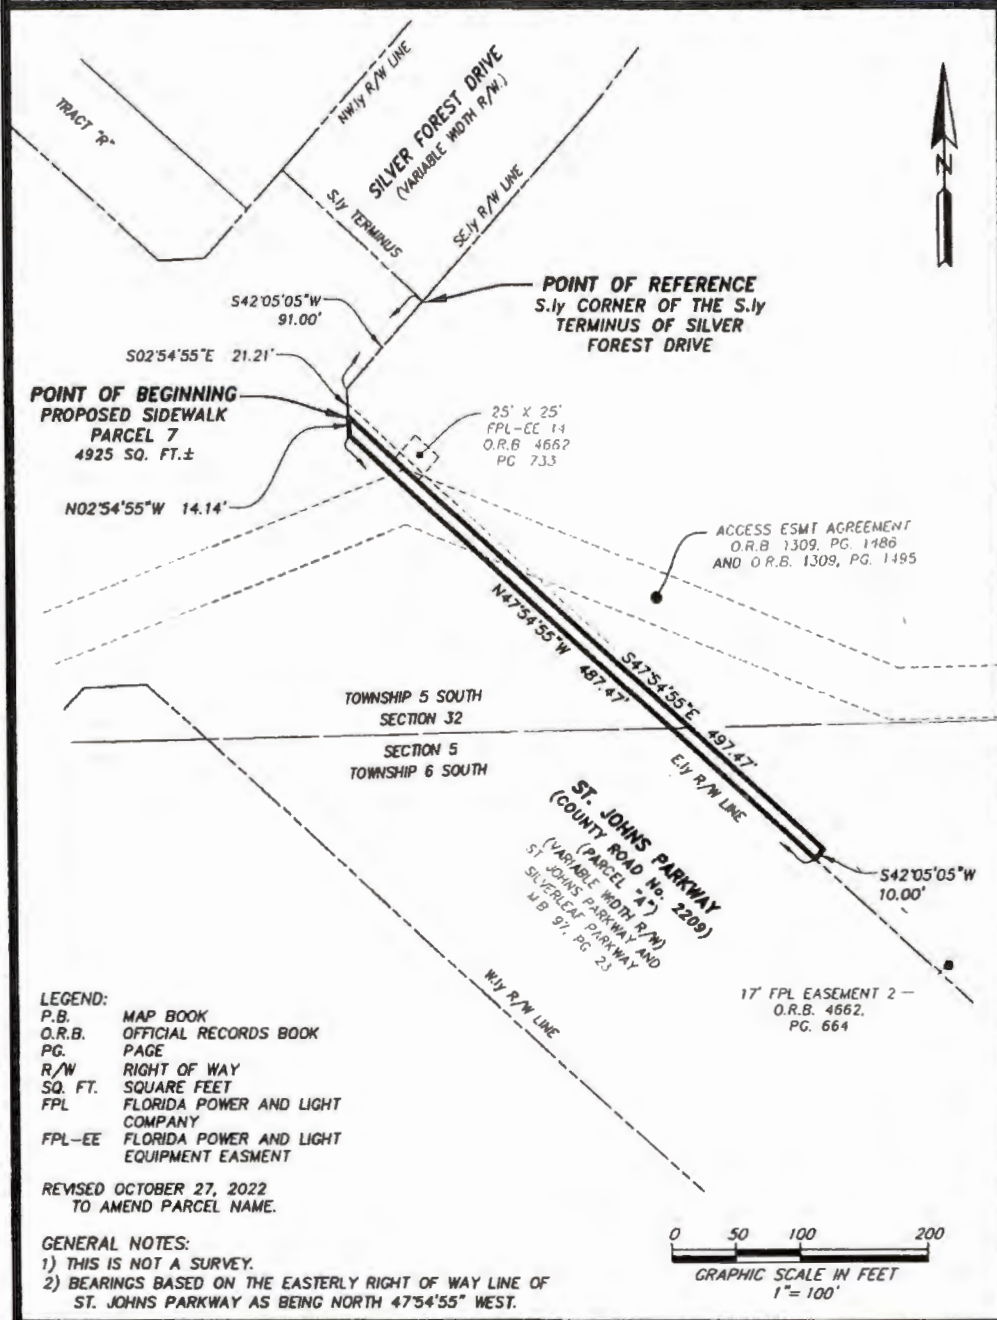 TRACT "R"
NW.ly R/W LINE
SILVER FOREST DRIVE
(VARIABLE WIDTH R/W.)
S.ly TERMINUS
SE.ly R/W LINE
N
S42°05'05"W
91.00'
POINT OF REFERENCE
S.ly CORNER OF THE S.ly
TERMINUS OF SILVER
FOREST DRIVE
S02°54'55"E 21.21'
POINT OF BEGINNING
PROPOSED SIDEWALK
PARCEL 7
4925 SQ. FT.±
25' X 25'
FPL-EE 14
O.R.B 4662
PG 733
N02°54'55"W 14.14'
ACCESS ESMT AGREEMENT
O.R.B 1309, PG. 1486
AND O.R.B. 1309, PG. 1495
N47°54'55"W 487.47'
S47°54'55"E 497.47'
TOWNSHIP 5 SOUTH
SECTION 32
SECTION 5
TOWNSHIP 6 SOUTH
E.ly R/W LINE
ST. JOHNS PARKWAY
(COUNTY ROAD No. 2209)
(PARCEL "A")
(VARIABLE WIDTH R/W)
ST JOHNS PARKWAY AND
SILVERLEAF PARKWAY
M.B 97, PG 23
S42°05'05"W
10.00'
W.ly R/W LINE
17' FPL EASEMENT 2
O.R.B. 4662,
PG. 664
LEGEND:
P.B. MAP BOOK
O.R.B. OFFICIAL RECORDS BOOK
PG. PAGE
R/W RIGHT OF WAY
SQ. FT. SQUARE FEET
FPL FLORIDA POWER AND LIGHT
COMPANY
FPL-EE FLORIDA POWER AND LIGHT
EQUIPMENT EASMENT
REVISED OCTOBER 27, 2022
TO AMEND PARCEL NAME.
GENERAL NOTES:
1) THIS IS NOT A SURVEY.
2) BEARINGS BASED ON THE EASTERLY RIGHT OF WAY LINE OF
ST. JOHNS PARKWAY AS BEING NORTH 47°54'55" WEST.
0 50 100 200
GRAPHIC SCALE IN FEET
1"= 100'